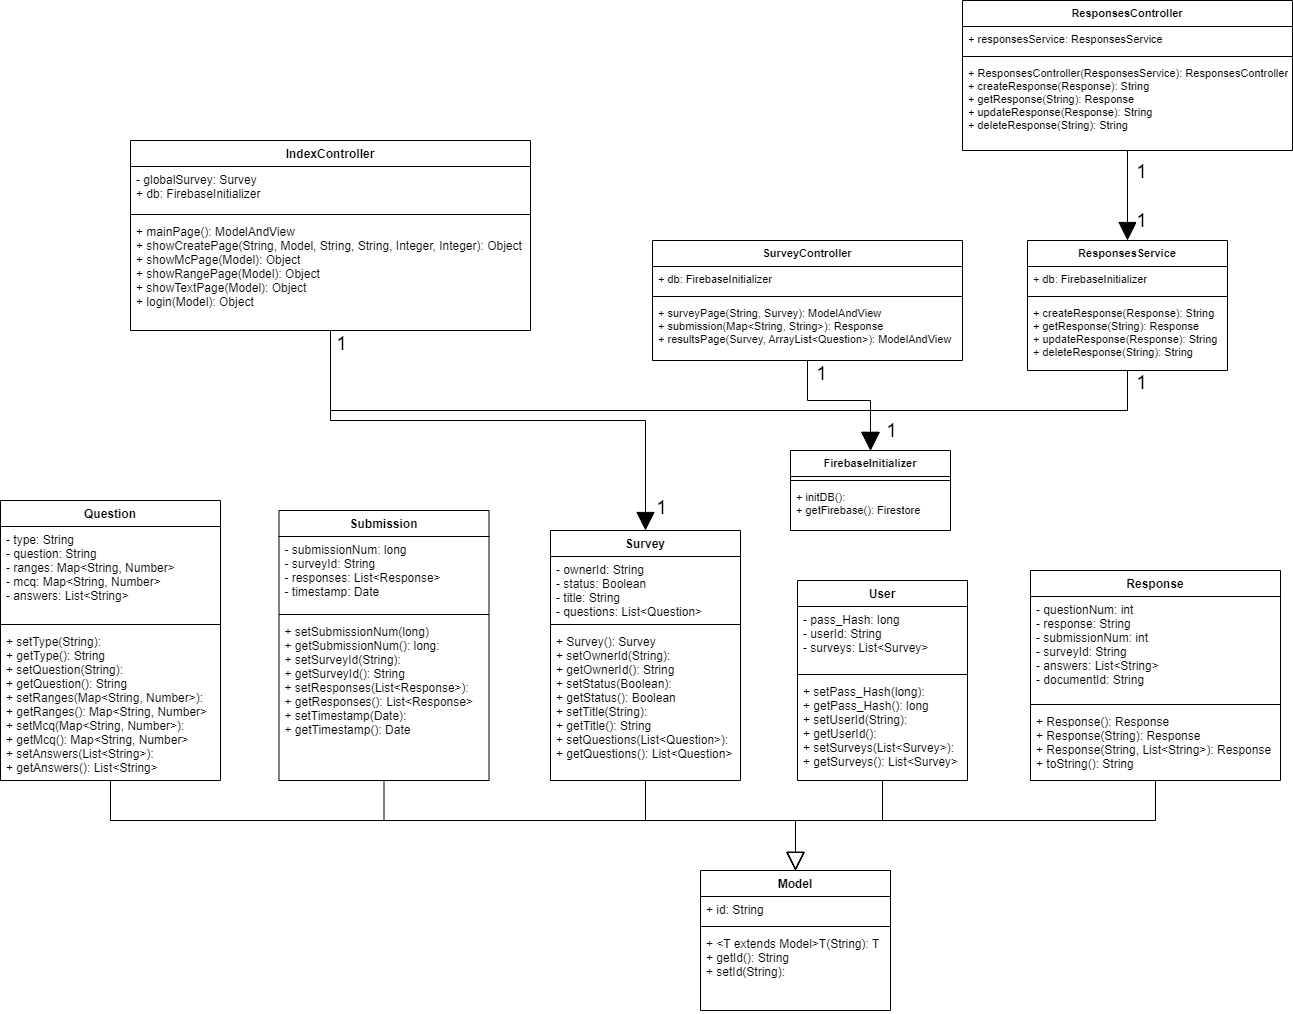 ResponsesController
+ responsesService: ResponsesService
+ ResponsesController(ResponsesService): ResponsesController
+ createResponse(Response): String
+ getResponse(String): Response
+ updateResponse(Response): String
+ deleteResponse(String): String
1
1
IndexController
- globalSurvey: Survey
+ db: FirebaseInitializer
+ mainPage(): ModelAndView
+ showCreatePage(String, Model, String, String, Integer, Integer): Object
+ showMcPage(Model): Object
+ showRangePage(Model): Object
+ showTextPage(Model): Object
+ login(Model): Object
1
SurveyController
+ db: FirebaseInitializer
+ surveyPage(String, Survey): ModelAndView
+ submission(Map<String, String>): Response
+ resultsPage(Survey, ArrayList<Question>): ModelAndView
1
ResponsesService
+ db: FirebaseInitializer
+ createResponse(Response): String
+ getResponse(String): Response
+ updateResponse(Response): String
+ deleteResponse(String): String
1
1
FirebaseInitializer
+ initDB():
+ getFirebase(): Firestore
1
Question
- type: String
- question: String
- ranges: Map<String, Number>
- mcq: Map<String, Number>
- answers: List<String>
+ setType(String):
+ getType(): String
+ setQuestion(String):
+ getQuestion(): String
+ setRanges(Map<String, Number>):
+ getRanges(): Map<String, Number>
+ setMcq(Map<String, Number>):
+ getMcq(): Map<String, Number>
+ setAnswers(List<String>):
+ getAnswers(): List<String>
Submission
- submissionNum: long
- surveyId: String
- responses: List<Response>
- timestamp: Date
+ setSubmissionNum(long)
+ getSubmissionNum(): long:
+ setSurveyId(String):
+ getSurveyId(): String
+ setResponses(List<Response>):
+ getResponses(): List<Response>
+ setTimestamp(Date):
+ getTimestamp(): Date
Survey
- ownerId: String
- status: Boolean
- title: String
- questions: List<Question>
+ Survey(): Survey
+ setOwnerId(String):
+ getOwnerId(): String
+ setStatus(Boolean):
+ getStatus(): Boolean
+ setTitle(String):
+ getTitle(): String
+ setQuestions(List<Question>):
+ getQuestions(): List<Question>
User
- pass_Hash: long
- userId: String
- surveys: List<Survey>
+ setPass_Hash(long):
+ getPass_Hash(): long
+ setUserId(String):
+ getUserId():
+ setSurveys(List<Survey>):
+ getSurveys(): List<Survey>
Response
- questionNum: int
- response: String
- submissionNum: int
- surveyId: String
- answers: List<String>
- documentId: String
+ Response(): Response
+ Response(String): Response
+ Response(String, List<String>): Response
+ toString(): String
Model
+ id: String
+ <T extends Model>T(String): T
+ getId(): String
+ setId(String):